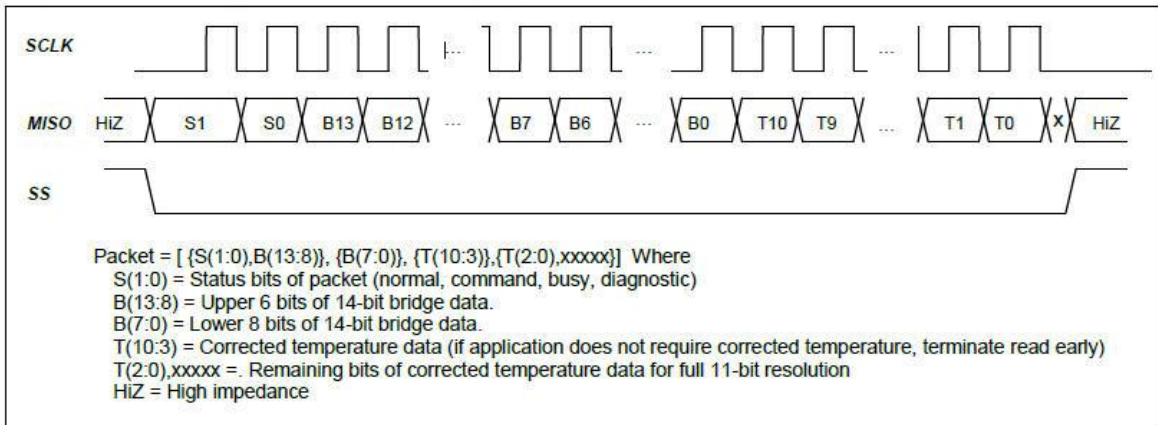 SCLK ... ... ...
MISO HiZ S1 S0 B13 B12 ... B7 B6 ... B0 T10 T9 ... T1 T0 x HiZ
SS
Packet = [ {S(1:0),B(13:8)}, {B(7:0)}, {T(10:3)},{T(2:0),xxxxx}] Where
S(1:0) = Status bits of packet (normal, command, busy, diagnostic)
B(13:8) = Upper 6 bits of 14-bit bridge data.
B(7:0) = Lower 8 bits of 14-bit bridge data.
T(10:3) = Corrected temperature data (if application does not require corrected temperature, terminate read early)
T(2:0),xxxxx =. Remaining bits of corrected temperature data for full 11-bit resolution
HiZ = High impedance